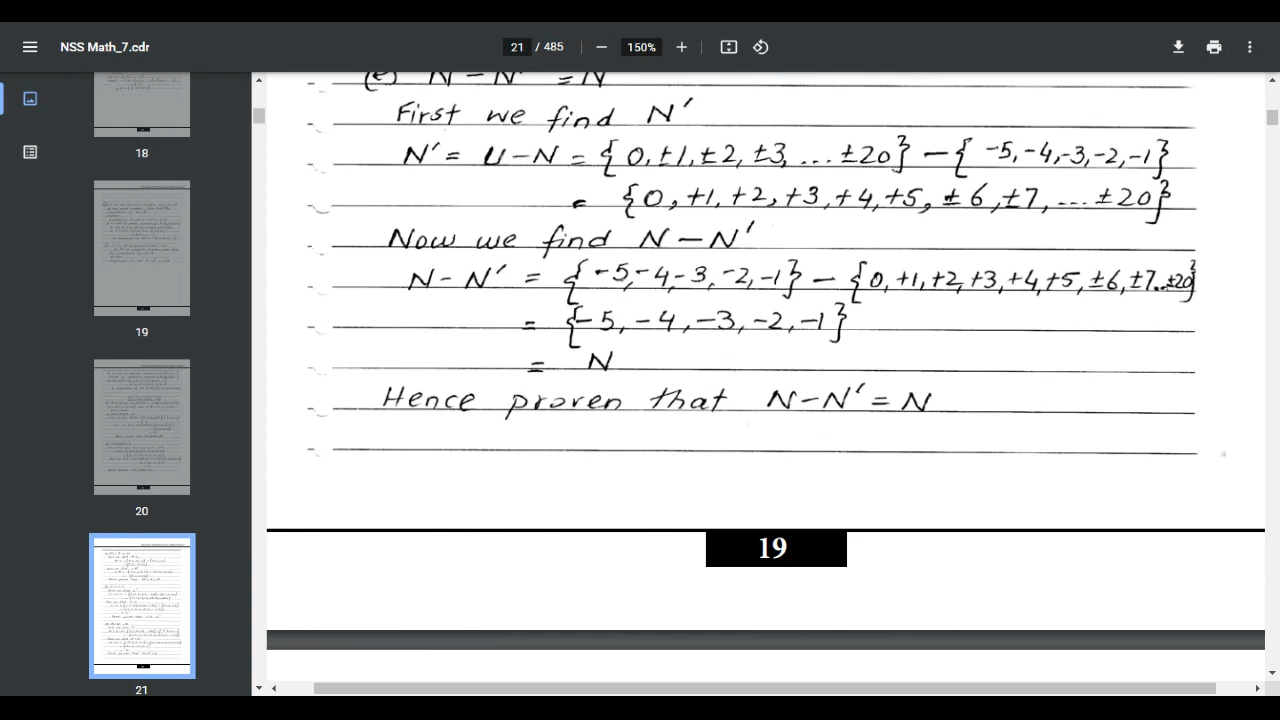 NSS Math_7.cdr
21 / 485
150%
(e) N - N' = N
First we find N'
N' = U - N = {0, ±1, ±2, ±3, ... ±20} - {-5, -4, -3, -2, -1}
= {0, +1, +2, +3, +4, +5, ±6, ±7, ... ±20}
Now we find N - N'
N - N' = {-5, -4, -3, -2, -1} - {0, +1, +2, +3, +4, +5, ±6, ±7...±20}
= {-5, -4, -3, -2, -1}
= N
Hence proven that N - N' = N
19
18
19
20
21